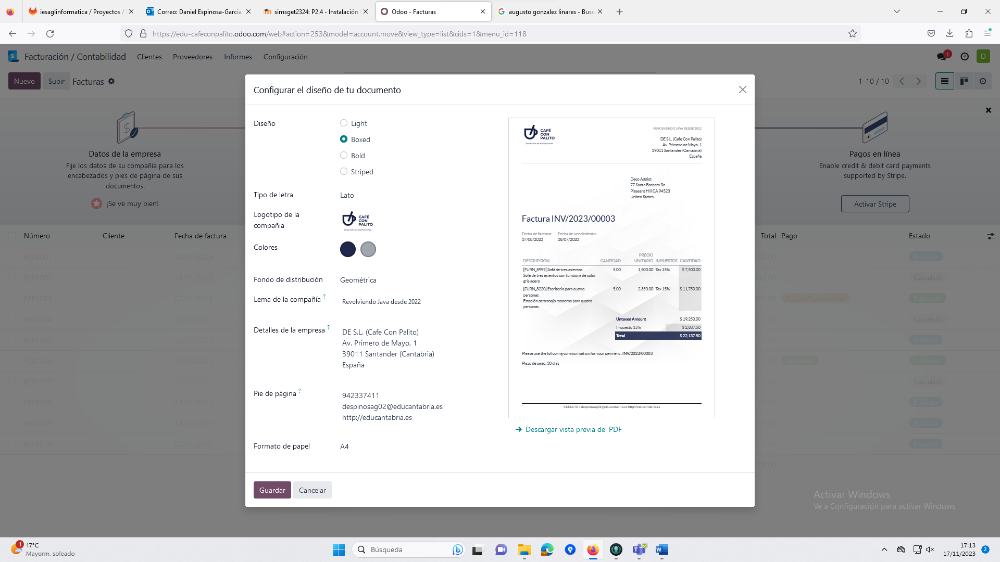 iesaglinformatica / Proyectos /
Correo: Daniel Espinosa-Garcia
simsget2324: P2.4 - Instalación
Odoo - Facturas
augusto gonzalez linares - Busc
https://edu-cafeconpalito.odoo.com/web#action=253&model=account.move&view_type=list&cids=1&menu_id=118
Facturación / Contabilidad
Clientes
Proveedores
Informes
Configuración
1
D
Nuevo
Subir
Facturas
1-10 / 10
Configurar el diseño de tu documento
Datos de la empresa
Fije los datos de su compañía para los
encabezados y pies de página de sus
documentos.
¡Se ve muy bien!
Pagos en línea
Enable credit & debit card payments
supported by Stripe.
Activar Stripe
Número
Cliente
Fecha de factura
Total
Pago
Estado
REF0001
18/11/2023
Borrador
REF0002
15/11/2023
Cancelado
REF0003
07/11/2023
Pagado Parcialmente
Publicado
REF0004
18/12/2023
Cancelado
REF0005
23/12/2023
Borrador
REF0006
16/10/2023
Revertido
Publicado
REF0007
12/10/2023
Cancelado
REF0008
04/11/2023
Borrador
REF0009
14/12/2023
Borrador
REF0010
02/11/2023
Borrador
Diseño
Light
Boxed
Bold
Striped
Tipo de letra
Lato
Logotipo de la
compañia
CAFÉ
CON
PALITO
Desarrollo de Aplicaciones
Colores
Fondo de distribución
Geométrica
Lema de la compañía ?
Revolviendo Java desde 2022
Detalles de la empresa ?
DE S.L. (Cafe Con Palito)
Av. Primero de Mayo, 1
39011 Santander (Cantabria)
España
Pie de página ?
942337411
despinosag02@educantabria.es
http://educantabria.es
Formato de papel
A4
Guardar
Cancelar
CAFÉ
CON
PALITO
Desarrollo de Aplicaciones
REVOLVIENDO JAVA DESDE 2022
DE S.L. (Cafe Con Palito)
Av. Primero de Mayo, 1
39011 Santander (Cantabria)
España
Deco Addict
77 Santa Barbara Rd
Pleasant Hill CA 94523
United States
Factura INV/2023/00003
Fecha de factura:
Fecha de vencimiento:
07/08/2020
08/07/2020
DESCRIPCIÓN
CANTIDAD
PRECIO
UNITARIO
IMPUESTOS
CANTIDAD
[FURN_8999] Sofá de tres asientos
5,00
1,500.00
Tax 15%
$ 7,500.00
Sofá de tres asientos con tumbona de color
gris acero
[FURN_8220] Escritorio para cuatro
5,00
2,350.00
Tax 15%
$ 11,750.00
personas
Estación de trabajo moderna para cuatro
personas
Untaxed Amount
$ 19,250.00
Impuesto 15%
$ 2,887.50
Total
$ 22,137.50
Please use the following communication for your payment : INV/2023/00003
Plazo de pago: 30 días
942337411 despinosag02@educantabria.es http://educantabria.es
Descargar vista previa del PDF
Activar Windows
Ve a Configuración para activar Windows.
1
17°C
Mayorm. soleado
Búsqueda
17:13
17/11/2023
2